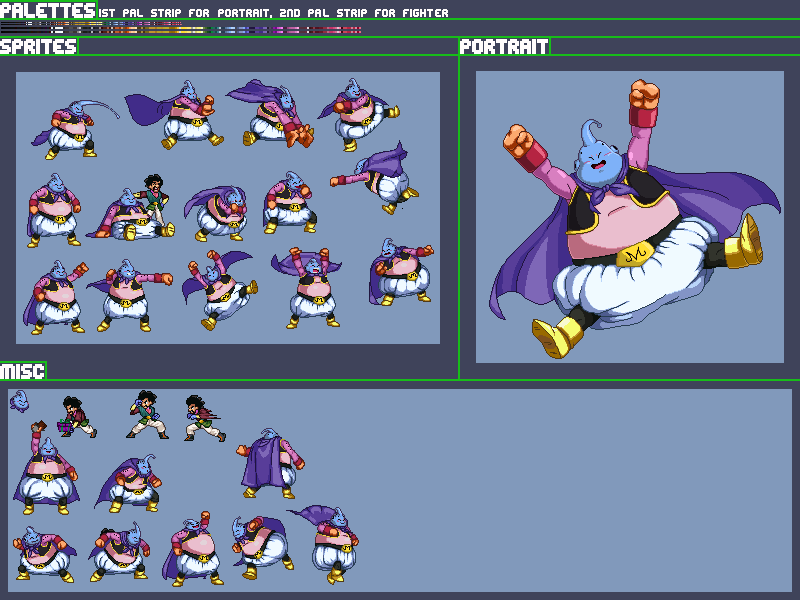 PALETTES 1ST PAL STRIP FOR PORTRAIT, 2ND PAL STRIP FOR FIGHTER
SPRITES PORTRAIT
MISC